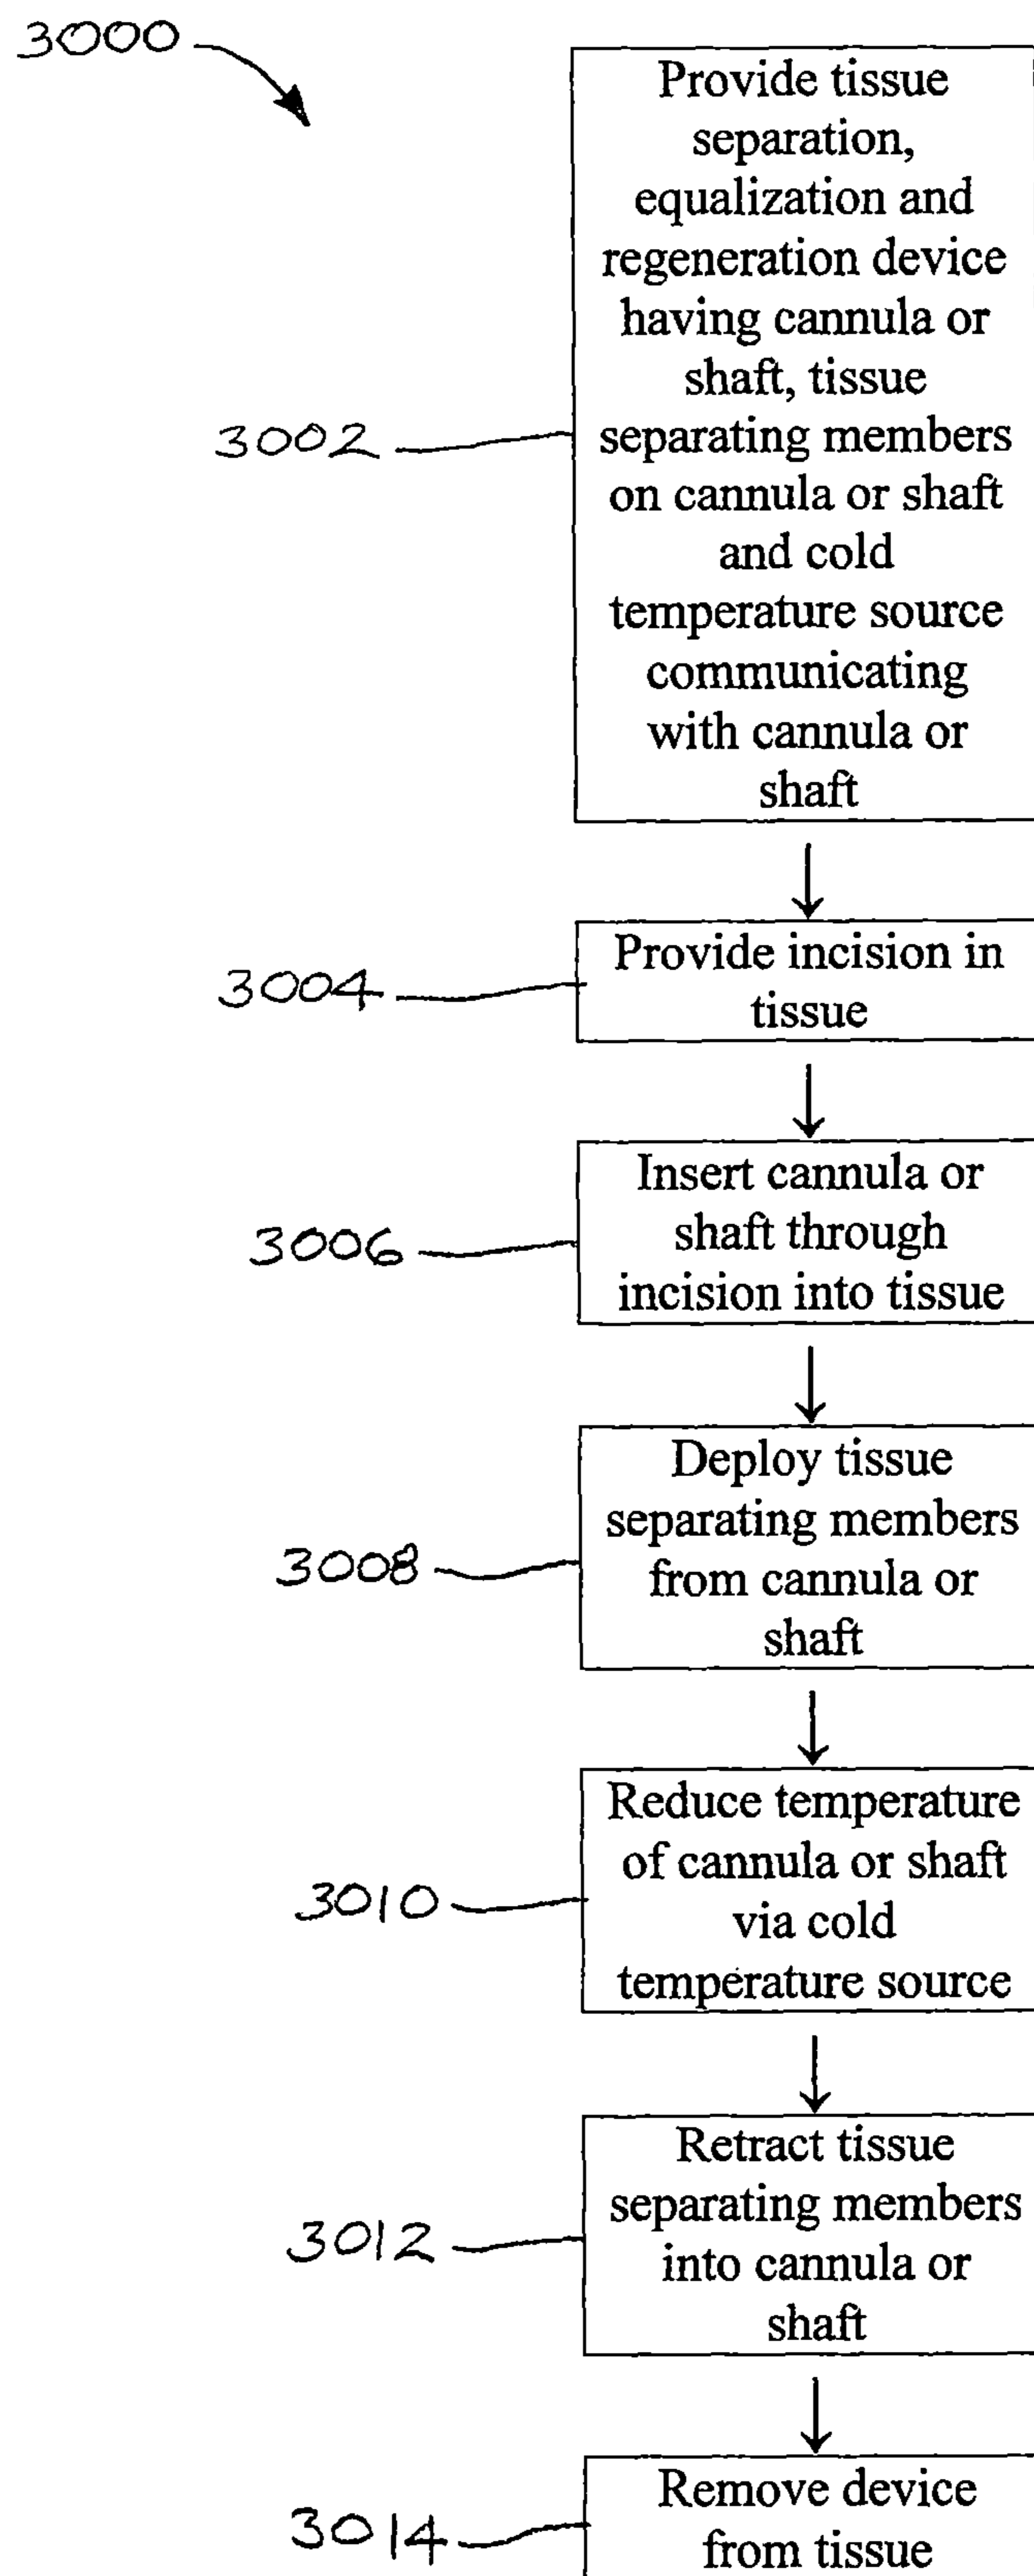 3000
Provide tissue
separation,
equalization and
regeneration device
having cannula or
shaft, tissue
separating members
on cannula or shaft
and cold
temperature source
communicating
with cannula or
shaft
3002
Provide incision in
tissue
3004
Insert cannula or
shaft through
incision into tissue
3006
Deploy tissue
separating members
from cannula or
shaft
3008
Reduce temperature
of cannula or shaft
via cold
temperature source
3010
Retract tissue
separating members
into cannula or
shaft
3012
Remove device
from tissue
3014